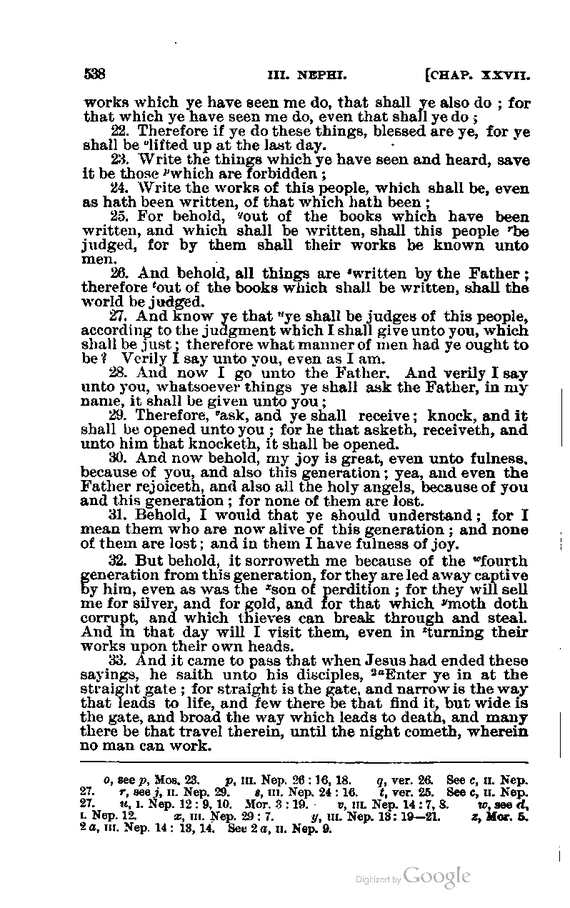 538 III. NEPHI. [CHAP. XXVII.
works which ye have seen me do, that shall ye also do ; for
that which ye have seen me do, even that shall ye do ;
22. Therefore if ye do these things, blessed are ye, for ye
shall be °lifted up at the last day.
23. Write the things which ye have seen and heard, save
it be those ᵖwhich are forbidden ;
24. Write the works of this people, which shall be, even
as hath been written, of that which hath been ;
25. For behold, ᑫout of the books which have been
written, and which shall be written, shall this people ʳbe
judged, for by them shall their works be known unto
men.
26. And behold, all things are ˢwritten by the Father ;
therefore ᵗout of the books which shall be written, shall the
world be judged.
27. And know ye that ᵘye shall be judges of this people,
according to the judgment which I shall give unto you, which
shall be just ; therefore what manner of men had ye ought to
be? Verily I say unto you, even as I am.
28. And now I go unto the Father. And verily I say
unto you, whatsoever things ye shall ask the Father, in my
name, it shall be given unto you ;
29. Therefore, ᵛask, and ye shall receive ; knock, and it
shall be opened unto you ; for he that asketh, receiveth, and
unto him that knocketh, it shall be opened.
30. And now behold, my joy is great, even unto fulness,
because of you, and also this generation ; yea, and even the
Father rejoiceth, and also all the holy angels, because of you
and this generation ; for none of them are lost.
31. Behold, I would that ye should understand ; for I
mean them who are now alive of this generation ; and none
of them are lost ; and in them I have fulness of joy.
32. But behold, it sorroweth me because of the ʷfourth
generation from this generation, for they are led away captive
by him, even as was the ˣson of perdition ; for they will sell
me for silver, and for gold, and for that which ʸmoth doth
corrupt, and which thieves can break through and steal.
And in that day will I visit them, even in ᶻturning their
works upon their own heads.
33. And it came to pass that when Jesus had ended these
sayings, he saith unto his disciples, ²ᵃEnter ye in at the
straight gate ; for straight is the gate, and narrow is the way
that leads to life, and few there be that find it, but wide is
the gate, and broad the way which leads to death, and many
there be that travel therein, until the night cometh, wherein
no man can work.
o, see p, Mos. 23. p, III. Nep. 26 : 16, 18. q, ver. 26. See c, II. Nep.
27. r, see j, II. Nep. 29. s, III. Nep. 24 : 16. t, ver. 25. See c, II. Nep.
27. u, I. Nep. 12 : 9, 10. Mor. 3 : 19. v, III. Nep. 14 : 7, 8. w, see d,
I. Nep. 12. x, III. Nep. 29 : 7. y, III. Nep. 13 : 19—21. z, Mor. 5.
2 a, III. Nep. 14 : 13, 14. See 2 a, II. Nep. 9.
Digitized by Google